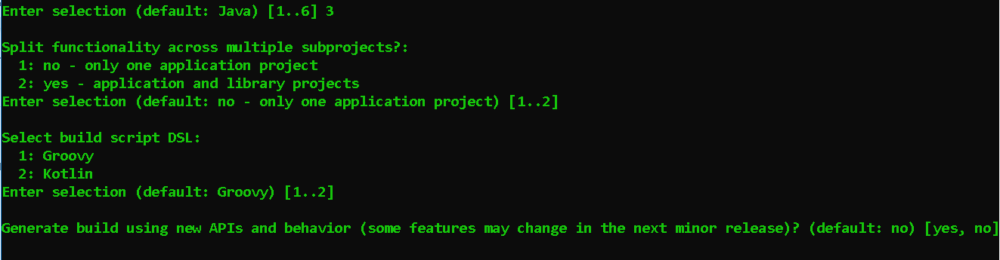 Enter selection (default: Java) [1..6] 3
Split functionality across multiple subprojects?:
1: no - only one application project
2: yes - application and library projects
Enter selection (default: no - only one application project) [1..2]
Select build script DSL:
1: Groovy
2: Kotlin
Enter selection (default: Groovy) [1..2]
Generate build using new APIs and behavior (some features may change in the next minor release)? (default: no) [yes, no]